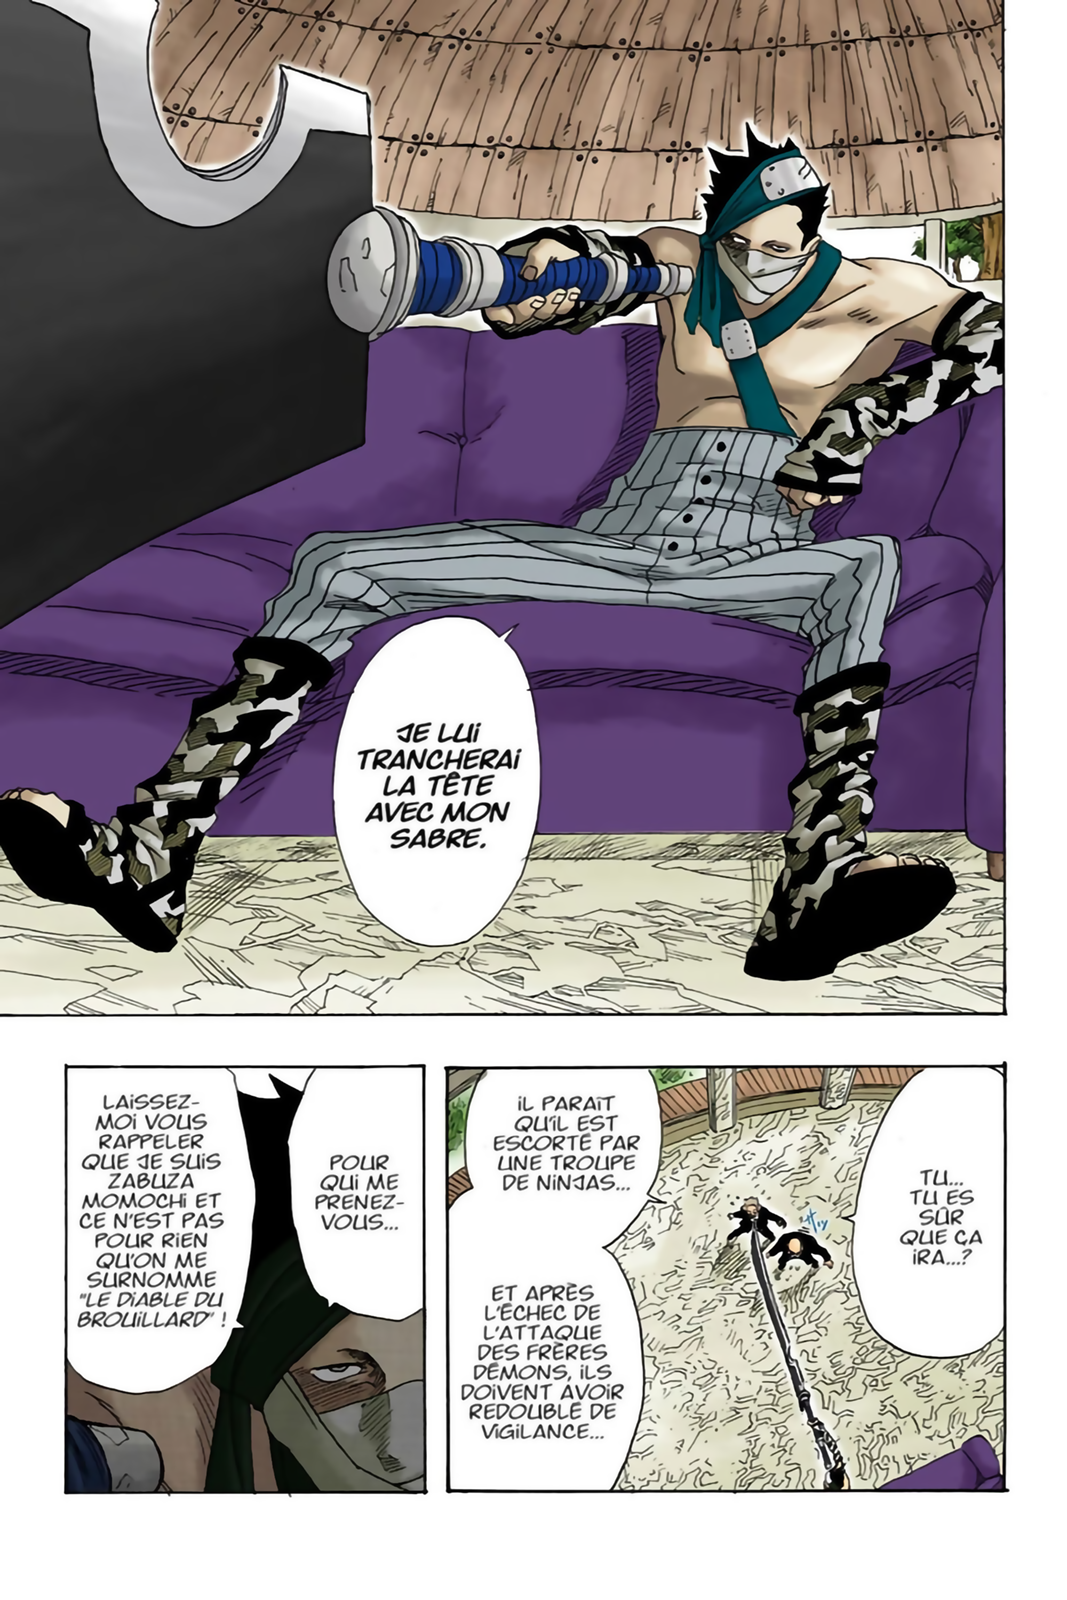 JE LUI
TRANCHERAI
LA TÊTE
AVEC MON
SABRE.
TU...
TU ES
SÛR
QUE ÇA
IRA...?
IL PARAIT
QU'IL EST
ESCORTÉ PAR
UNE TROUPE
DE NINJAS...
ET APRÈS
L'ÉCHEC DE
L'ATTAQUE
DES FRÈRES
DÉMONS, ILS
DOIVENT AVOIR
REDOUBLÉ DE
VIGILANCE...
POUR
QUI ME
PRENEZ-
VOUS...
LAISSEZ-
MOI VOUS
RAPPELER
QUE JE SUIS
ZABUZA
MOMOCHI ET
CE N'EST PAS
POUR RIEN
QU'ON ME
SURNOMME
"LE DIABLE DU
BROUILLARD" !